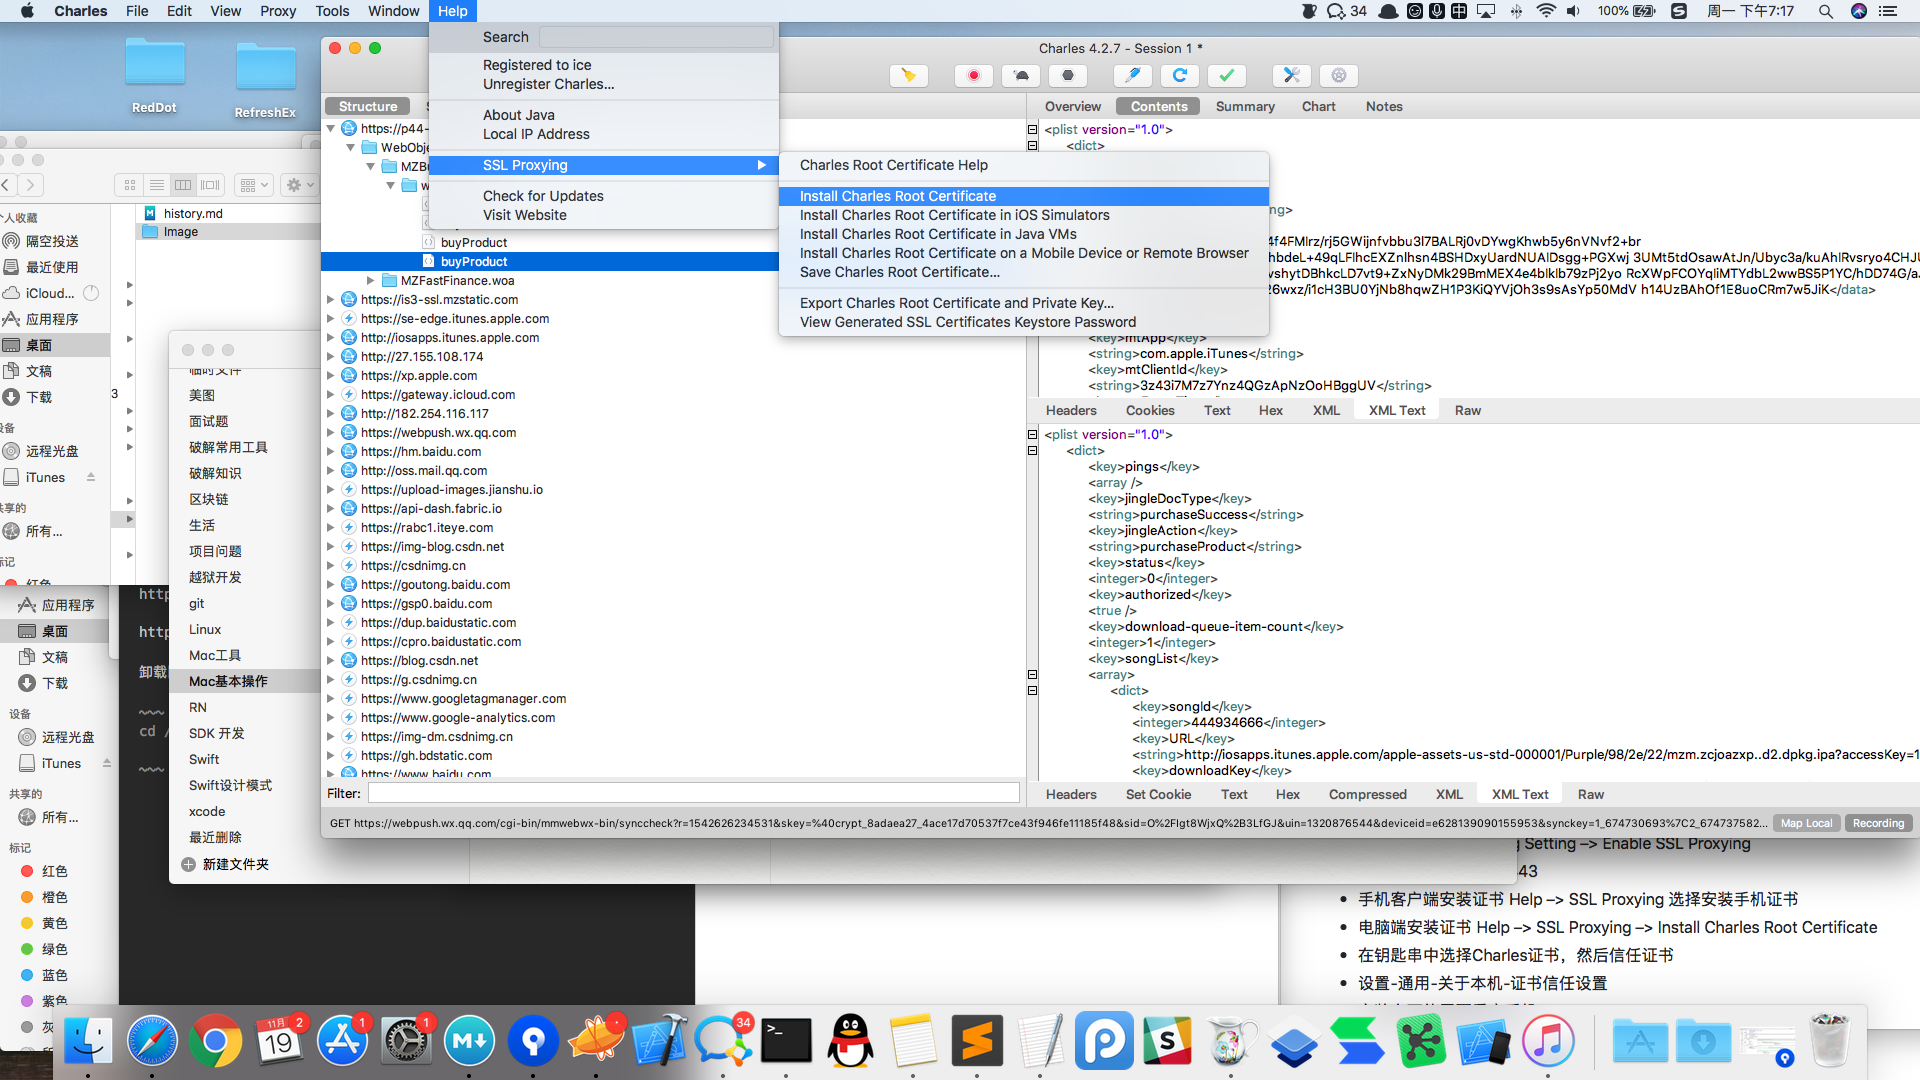 Charles File Edit View Proxy Tools Window Help
34 100% 周一 下午7:17
RedDot
RefreshEx
Search
Registered to ice
Unregister Charles...
About Java
Local IP Address
SSL Proxying
Check for Updates
Visit Website
Charles Root Certificate Help
Install Charles Root Certificate
Install Charles Root Certificate in iOS Simulators
Install Charles Root Certificate in Java VMs
Install Charles Root Certificate on a Mobile Device or Remote Browser
Save Charles Root Certificate...
Export Charles Root Certificate and Private Key...
View Generated SSL Certificates Keystore Password
Charles 4.2.7 - Session 1 *
Structure
Overview Contents Summary Chart Notes
https://p44-
WebObje
MZBu
w
buyProduct
buyProduct
MZFastFinance.woa
https://is3-ssl.mzstatic.com
https://se-edge.itunes.apple.com
http://iosapps.itunes.apple.com
http://27.155.108.174
https://xp.apple.com
https://gateway.icloud.com
http://182.254.116.117
https://webpush.wx.qq.com
https://hm.baidu.com
http://oss.mail.qq.com
https://upload-images.jianshu.io
https://api-dash.fabric.io
https://rabc1.iteye.com
https://img-blog.csdn.net
https://csdnimg.cn
https://goutong.baidu.com
https://gsp0.baidu.com
https://dup.baidustatic.com
https://cpro.baidustatic.com
https://blog.csdn.net
https://g.csdnimg.cn
https://www.googletagmanager.com
https://www.google-analytics.com
https://img-dm.csdnimg.cn
https://gh.bdstatic.com
https://www.baidu.com
Filter:
<plist version="1.0">
<dict>
ng>
4f4FMlrz/rj5GWijnfvbbu3l7BALRj0vDYwgKhwb5y6nVNvf2+br
<key>mtApp</key>
<string>com.apple.iTunes</string>
<key>mtClientId</key>
<string>3z43i7M7z7Ynz4QGzApNzOoHBggUV</string>
Headers Cookies Text Hex XML XML Text Raw
<plist version="1.0">
<dict>
<key>pings</key>
<array />
<key>jingleDocType</key>
<string>purchaseSuccess</string>
<key>jingleAction</key>
<string>purchaseProduct</string>
<key>status</key>
<integer>0</integer>
<key>authorized</key>
<true />
<key>download-queue-item-count</key>
<integer>1</integer>
<key>songList</key>
<array>
<dict>
<key>songId</key>
<integer>444934666</integer>
<key>URL</key>
<string>http://iosapps.itunes.apple.com/apple-assets-us-std-000001/Purple/98/2e/22/mzm.zcjoazxp..d2.dpkg.ipa?accessKey=1
<key>downloadKey</key>
Headers Set Cookie Text Hex Compressed XML XML Text Raw
GET https://webpush.wx.qq.com/cgi-bin/mmwebwx-bin/synccheck?r=1542626234531&skey=%40crypt_8adaea27_4ace17d70537f7ce43f946fe11185f48&sid=O%2FIgt8WjxQ%2B3LfGJ&uin=1320876544&deviceid=e628139090155953&synckey=1_674730693%7C2_674737582...
Map Local Recording
个人收藏
隔空投送
最近使用
iCloud...
应用程序
桌面
文稿
下载
设备
远程光盘
iTunes
共享的
所有...
标记
红色
history.md
Image
3
临时文件
美图
面试题
破解常用工具
破解知识
区块链
生活
项目问题
越狱开发
git
Linux
Mac工具
Mac基本操作
RN
SDK 开发
Swift
Swift设计模式
xcode
最近删除
新建文件夹
应用程序
桌面
文稿
下载
设备
远程光盘
iTunes
共享的
所有...
标记
红色
橙色
黄色
绿色
蓝色
紫色
灰
所
http
http
卸载
~~~
cd /
~~~
g Setting –> Enable SSL Proxying
43
手机客户端安装证书 Help –> SSL Proxying 选择安装手机证书
电脑端安装证书 Help –> SSL Proxying –> Install Charles Root Certificate
在钥匙串中选择Charles证书，然后信任证书
设置-通用-关于本机-证书信任设置
11月
19
2
1
1
34